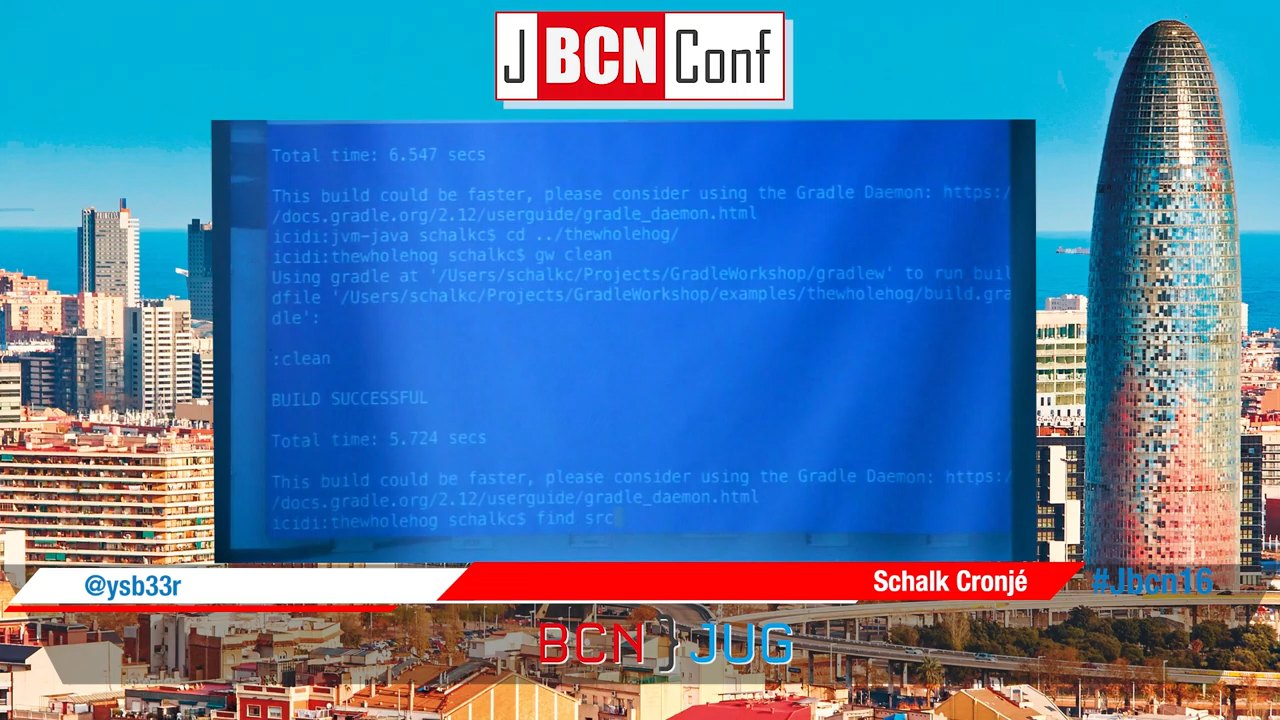 J BCN Conf
Total time: 6.547 secs
This build could be faster, please consider using the Gradle Daemon: https:/
/docs.gradle.org/2.12/userguide/gradle_daemon.html
icidi:jvm-java schalkc$ cd ../thewholehog/
icidi:thewholehog schalkc$ gw clean
Using gradle at '/Users/schalkc/Projects/GradleWorkshop/gradlew' to run buil
dfile '/Users/schalkc/Projects/GradleWorkshop/examples/thewholehog/build.gra
dle':
:clean
BUILD SUCCESSFUL
Total time: 5.724 secs
This build could be faster, please consider using the Gradle Daemon: https:/
/docs.gradle.org/2.12/userguide/gradle_daemon.html
icidi:thewholehog schalkc$ find src
@ysb33r
Schalk Cronjé
#Jbcn16
BCN JUG